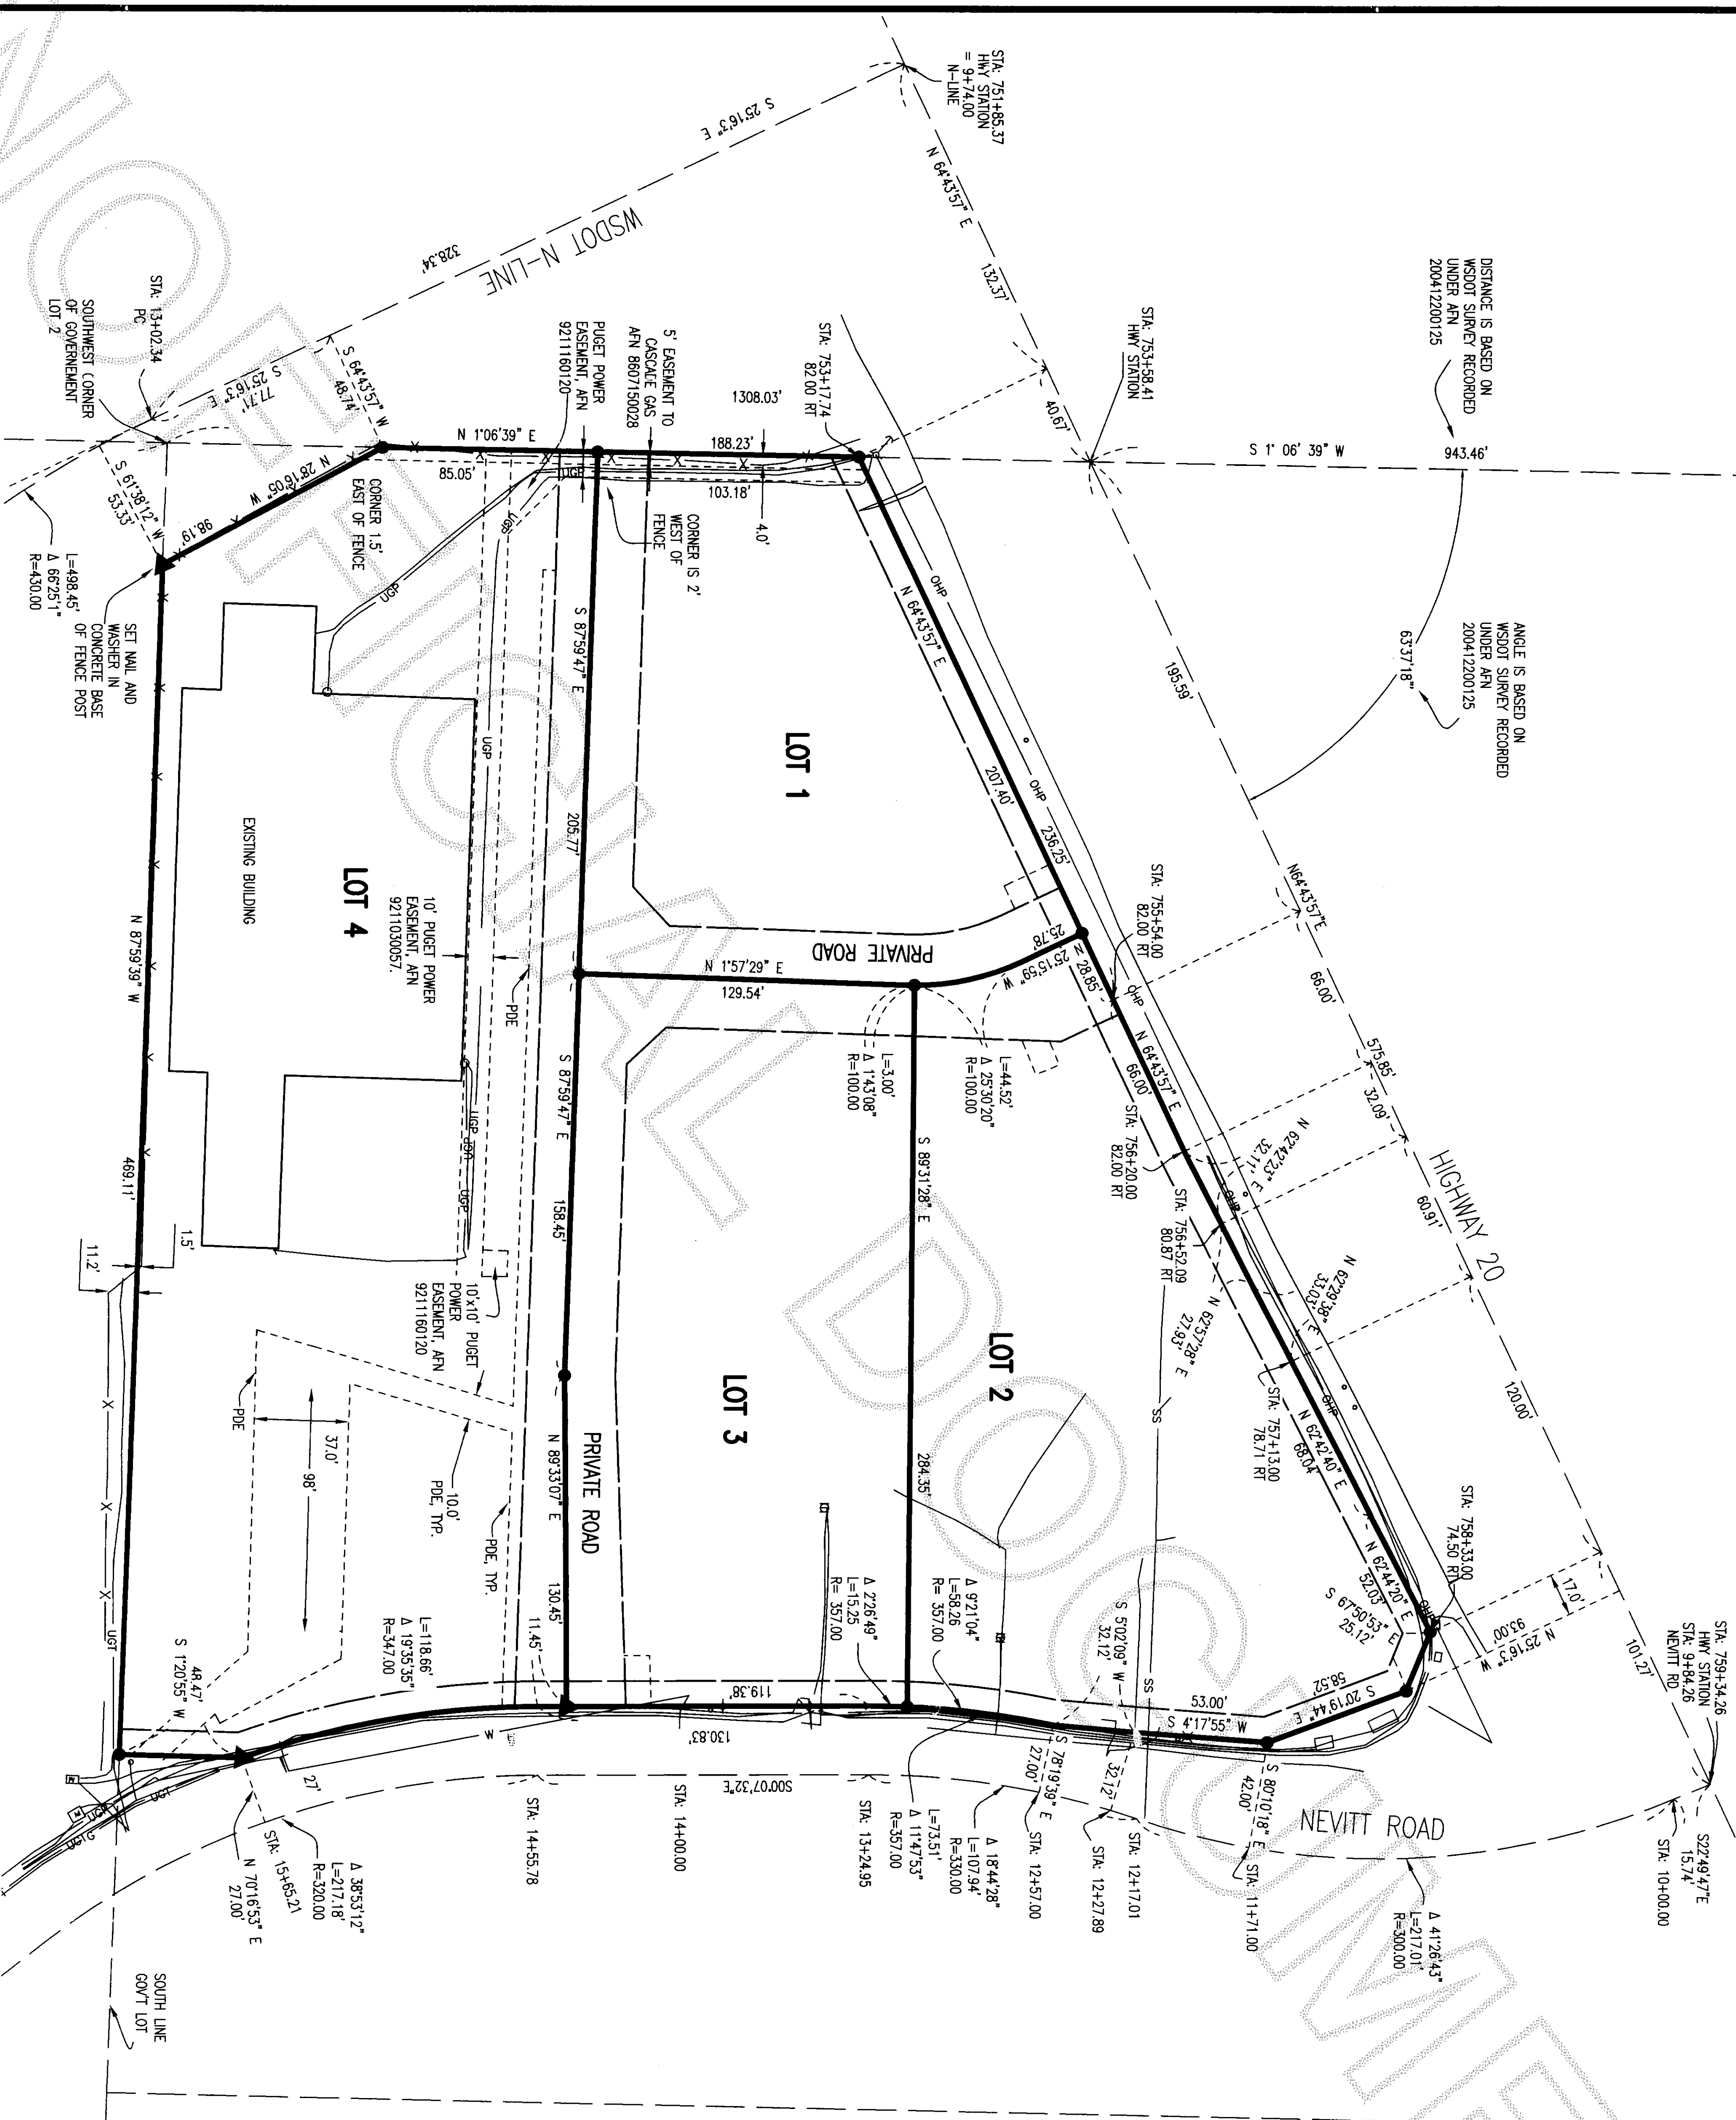 STA: 751+85.37
HWY STATION
= 9+74.00
N-LINE
S 25°16'3" E
WSDOT N-LINE
328.34'
N 64°43'57" E
132.37'
DISTANCE IS BASED ON
WSDOT SURVEY RECORDED
UNDER AFN
200412200125
STA: 753+58.41
HWY STATION
S 1° 06' 39" W
943.46'
ANGLE IS BASED ON
WSDOT SURVEY RECORDED
UNDER AFN
200412200125
63°37'18"
40.67'
195.59'
N64°43'57"E
66.00'
575.85'
32.09'
HIGHWAY 20
60.91'
120.00'
101.27'
STA: 759+34.26
HWY STATION
STA: 9+84.26
NEVITT RD
S22°49'47"E
15.74'
STA: 10+00.00
17.0'
N 25°16'3" W
93.00'
STA: 13+02.34
PC
SOUTHWEST CORNER
OF GOVERNEMENT
LOT 2
S 25°16'3" E
77.71'
S 64°43'57" W
48.74'
S 61°38'12" W
53.33'
N 28°16'05" W
98.19'
L=498.45'
Δ 66°25'1"
R=430.00
SET NAIL AND
WASHER IN
CONCRETE BASE
OF FENCE POST
CORNER 1.5'
EAST OF FENCE
N 1°06'39" E
85.05'
PUGET POWER
EASEMENT, AFN
9211160120
5' EASEMENT TO
CASCADE GAS
AFN 8607150028
1308.03'
188.23'
103.18'
4.0'
STA: 753+17.74
82.00 RT
CORNER IS 2'
WEST OF
FENCE
UGP
UGP
UGP
UGP
OHP
N 64°43'57" E
207.40'
OHP
236.25'
LOT 1
S 87°59'47" E
205.77'
STA: 755+54.00
82.00 RT
PRIVATE ROAD
25.78'
N 25°15'59" W
28.85'
OHP
N 1°57'29" E
129.54'
L=3.00'
Δ 1°43'08"
R=100.00
L=44.52'
Δ 25°30'20"
R=100.00
N 64°43'57" E
66.00'
STA: 756+20.00
82.00 RT
N 62°42'23" E
32.11'
OHP
STA: 756+52.09
80.87 RT
N 62°29'38" E
33.03'
N 62°57'28" E
27.93'
STA: 757+13.00
78.71 RT
OHP
N 62°42'40" E
68.04'
STA: 758+33.00
74.50 RT
N 62°44'20" E
52.03'
OHP
S 67°50'53" E
25.12'
58.52'
S 20°19'44" E
LOT 4
EXISTING BUILDING
10' PUGET POWER
EASEMENT, AFN
9211030057.
PDE
UGP
UGP
UGP
N 87°59'39" W
469.11'
1.5'
11.2'
10'x10' PUGET
POWER
EASEMENT, AFN
9211160120
S 87°59'47" E
158.45'
S 89°31'28" E
284.35'
LOT 2
LOT 3
SS
SS
PDE
37.0'
98'
10.0'
PDE, TYP.
PDE, TYP.
N 89°33'07" E
130.45'
PRIVATE ROAD
11.45'
L=118.66'
Δ 19°35'35"
R=347.00
48.47'
S 1°20'55" W
UGT
119.38'
130.83'
W
Δ 2°26'49"
L=15.25
R= 357.00
Δ 9°21'04"
L=58.26
R= 357.00
S 5°02'09" W
32.12'
53.00'
S 4°17'55" W
32.12'
S 78°19'39" E
27.00'
S 80°10'18" E
42.00'
NEVITT ROAD
27'
UGP
UGT
N 70°16'53" E
27.00'
STA: 15+65.21
Δ 38°53'12"
L=217.18'
R=320.00
STA: 14+55.78
STA: 14+00.00
S00°07'32"E
STA: 13+24.95
L=73.51'
Δ 11°47'53"
R=357.00
Δ 18°44'28"
L=107.94'
R=330.00
STA: 12+57.00
STA: 12+27.89
STA: 12+17.01
STA: 11+71.00
Δ 41°26'43"
L=217.01'
R=300.00
SOUTH LINE
GOV'T LOT
UNOFFICIAL DOCUMENT